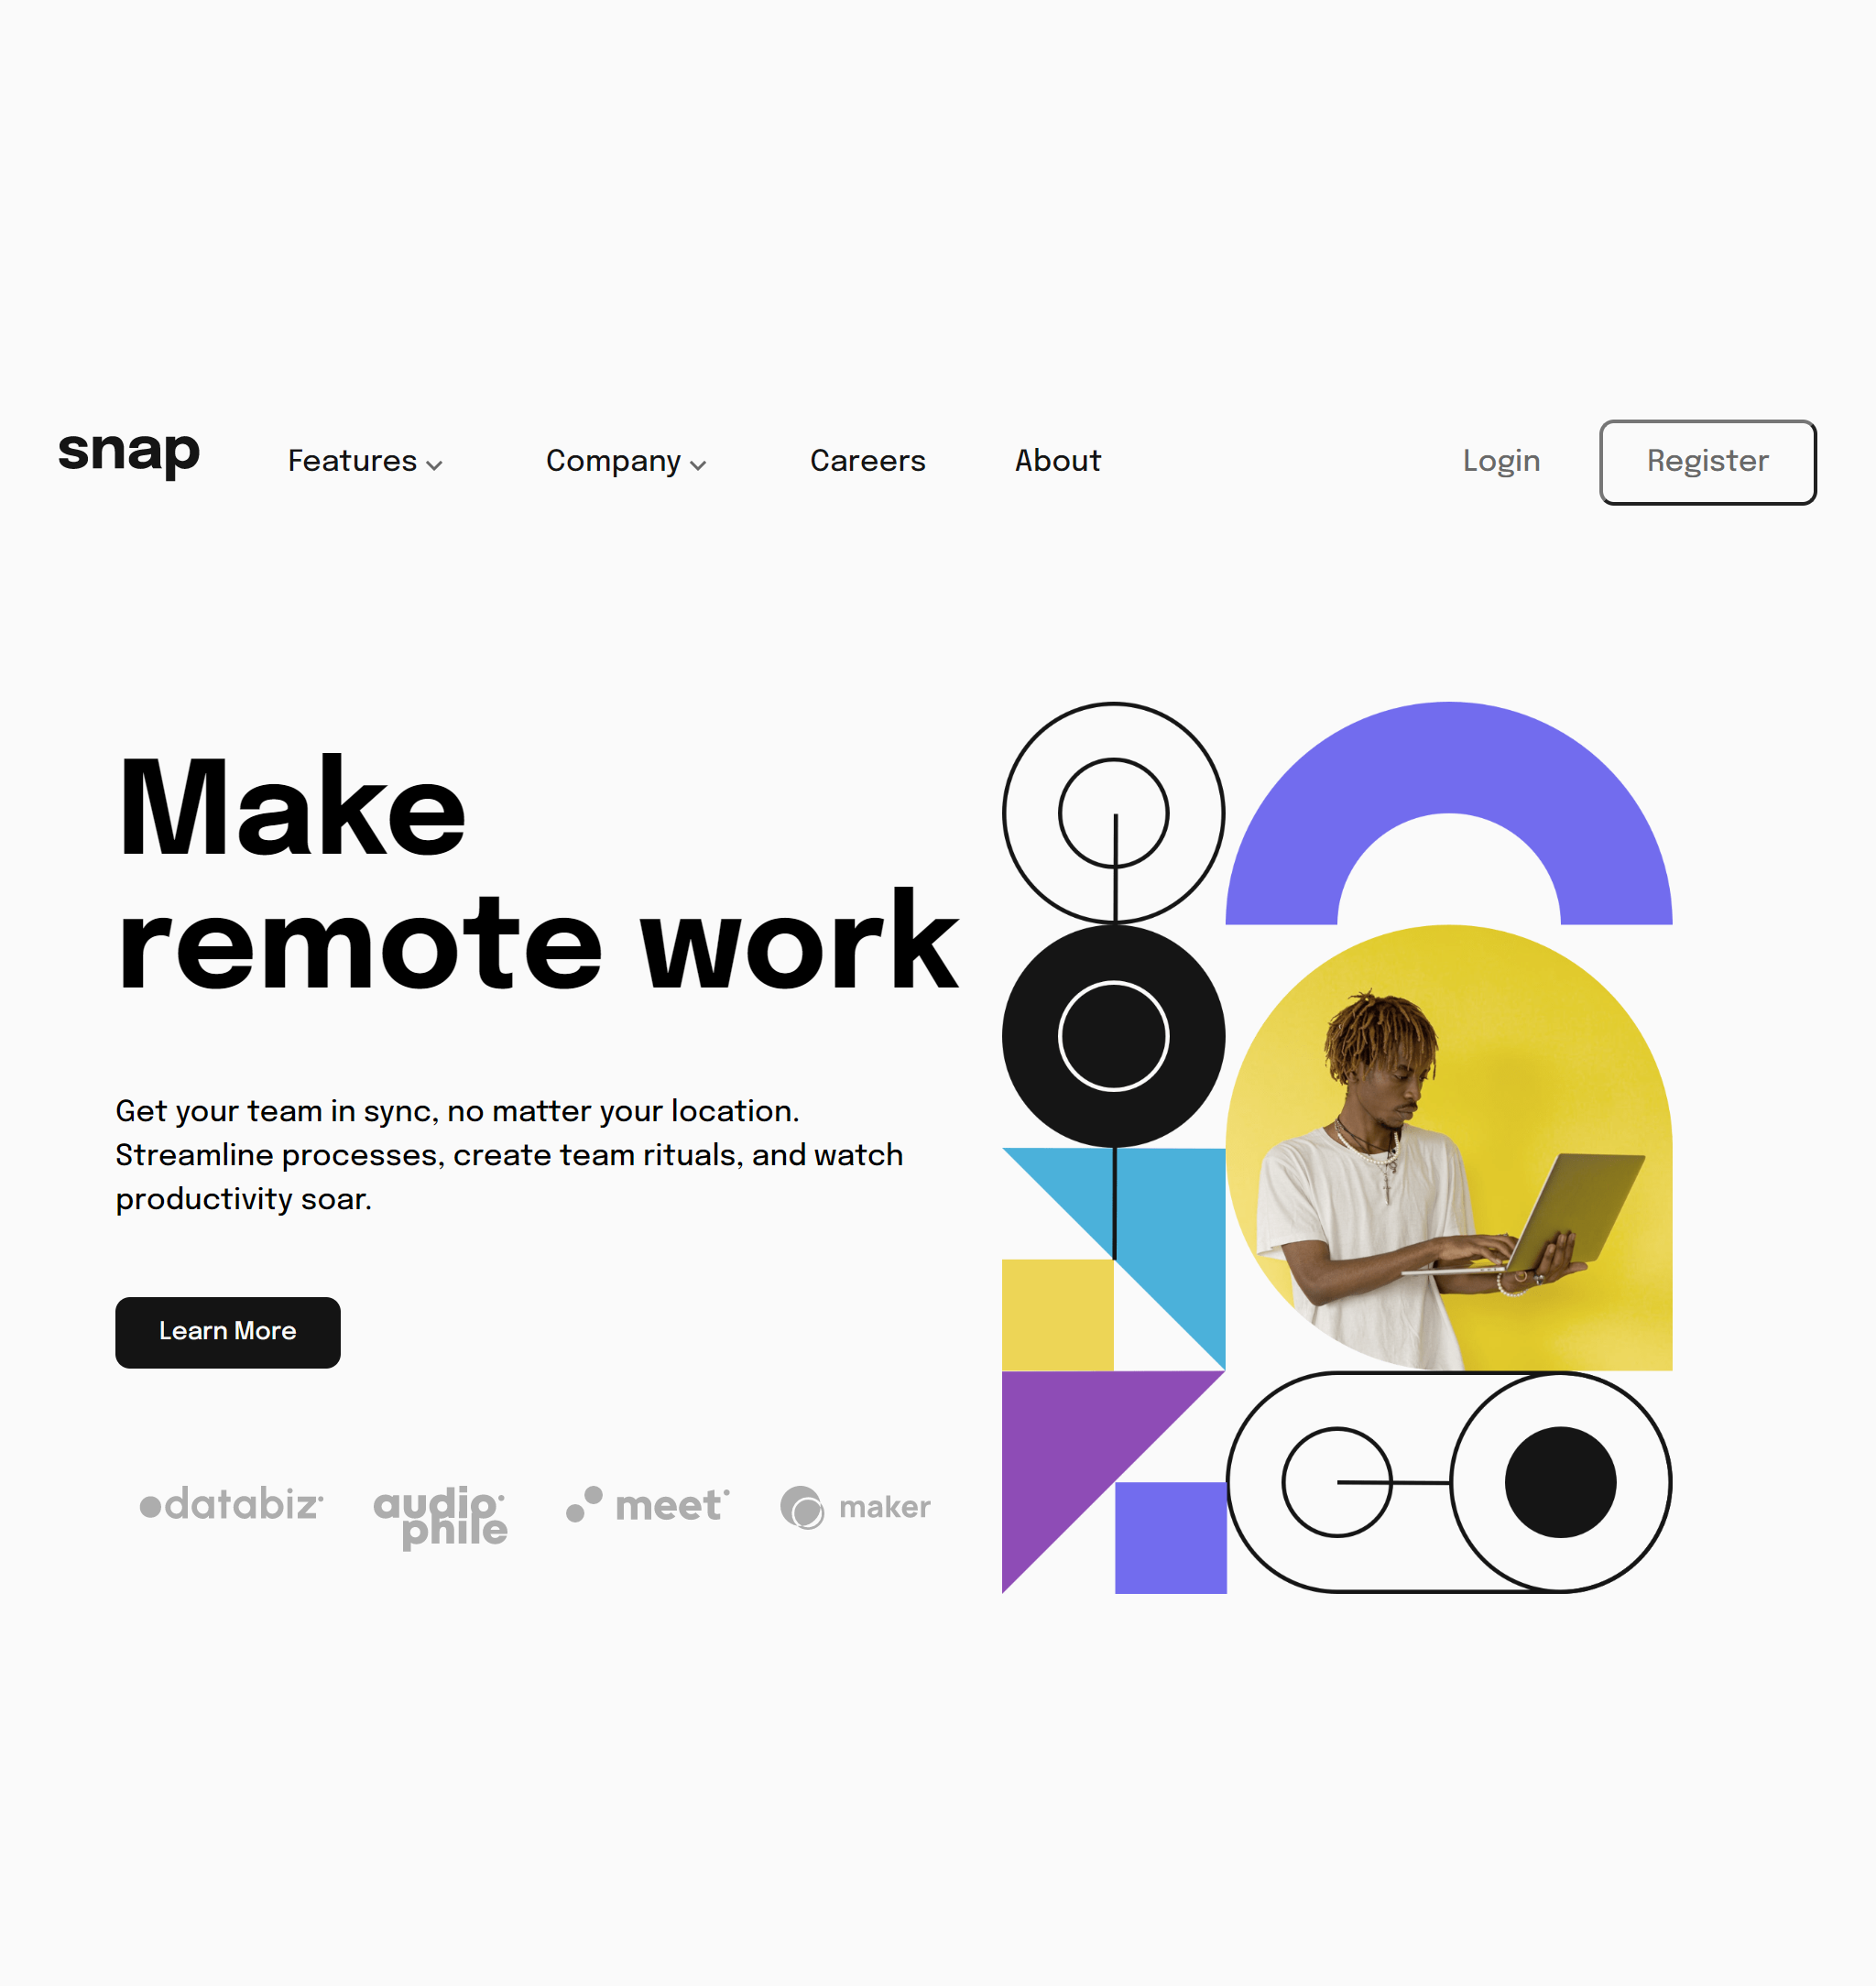 snap
Features
Company
Careers
About
Login
Register
Make
remote work
Get your team in sync, no matter your location.
Streamline processes, create team rituals, and watch
productivity soar.
Learn More
databiz
audio
phile
meet
maker